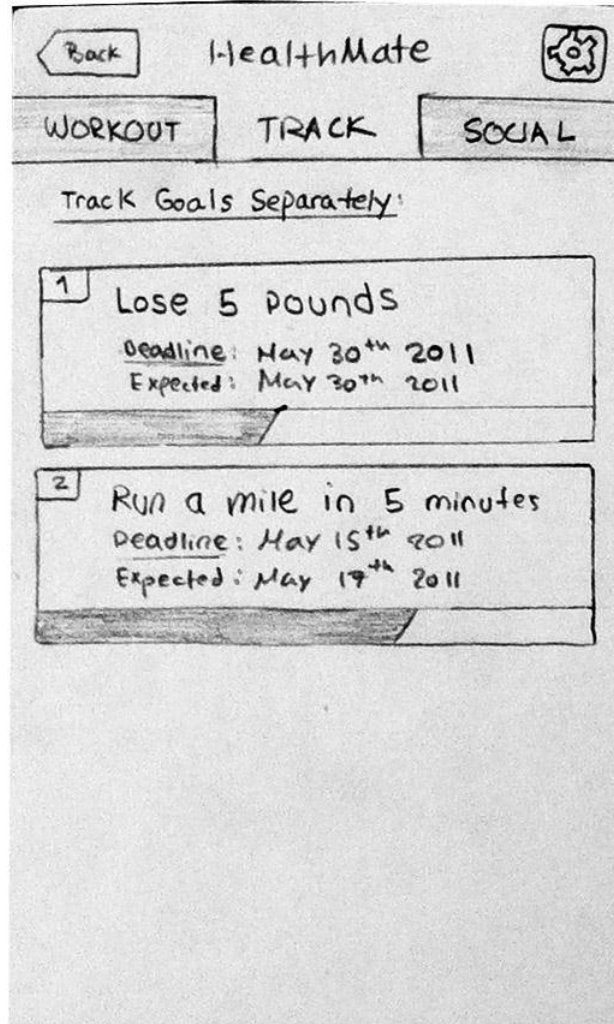 Back
HealthMate
WORKOUT
TRACK
SOCIAL
Track Goals Separately:
1
Lose 5 pounds
Deadline: May 30th 2011
Expected: May 30th 2011
2
Run a mile in 5 minutes
Deadline: May 15th 2011
Expected: May 17th 2011